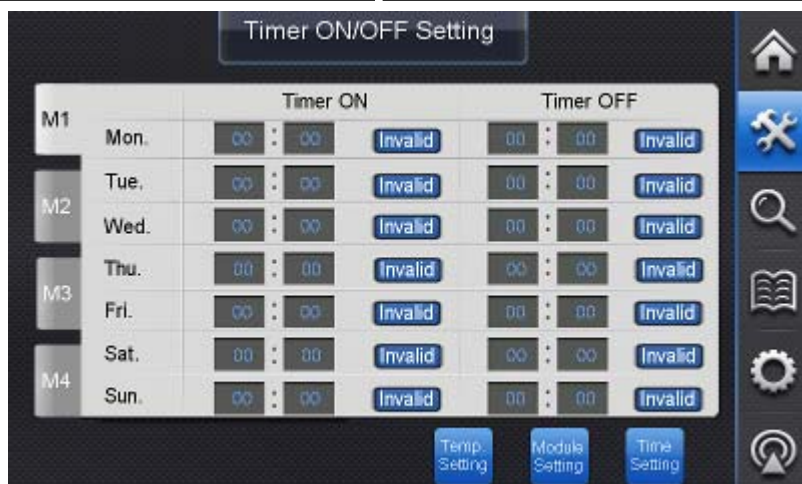 Timer ON/OFF Setting
Timer ON Timer OFF
M1
Mon. 00 : 00 Invalid 00 : 00 Invalid
Tue. 00 : 00 Invalid 00 : 00 Invalid
M2
Wed. 00 : 00 Invalid 00 : 00 Invalid
Thu. 00 : 00 Invalid 00 : 00 Invalid
M3
Fri. 00 : 00 Invalid 00 : 00 Invalid
Sat. 00 : 00 Invalid 00 : 00 Invalid
M4
Sun. 00 : 00 Invalid 00 : 00 Invalid
Temp. Module Time
Setting Setting Setting